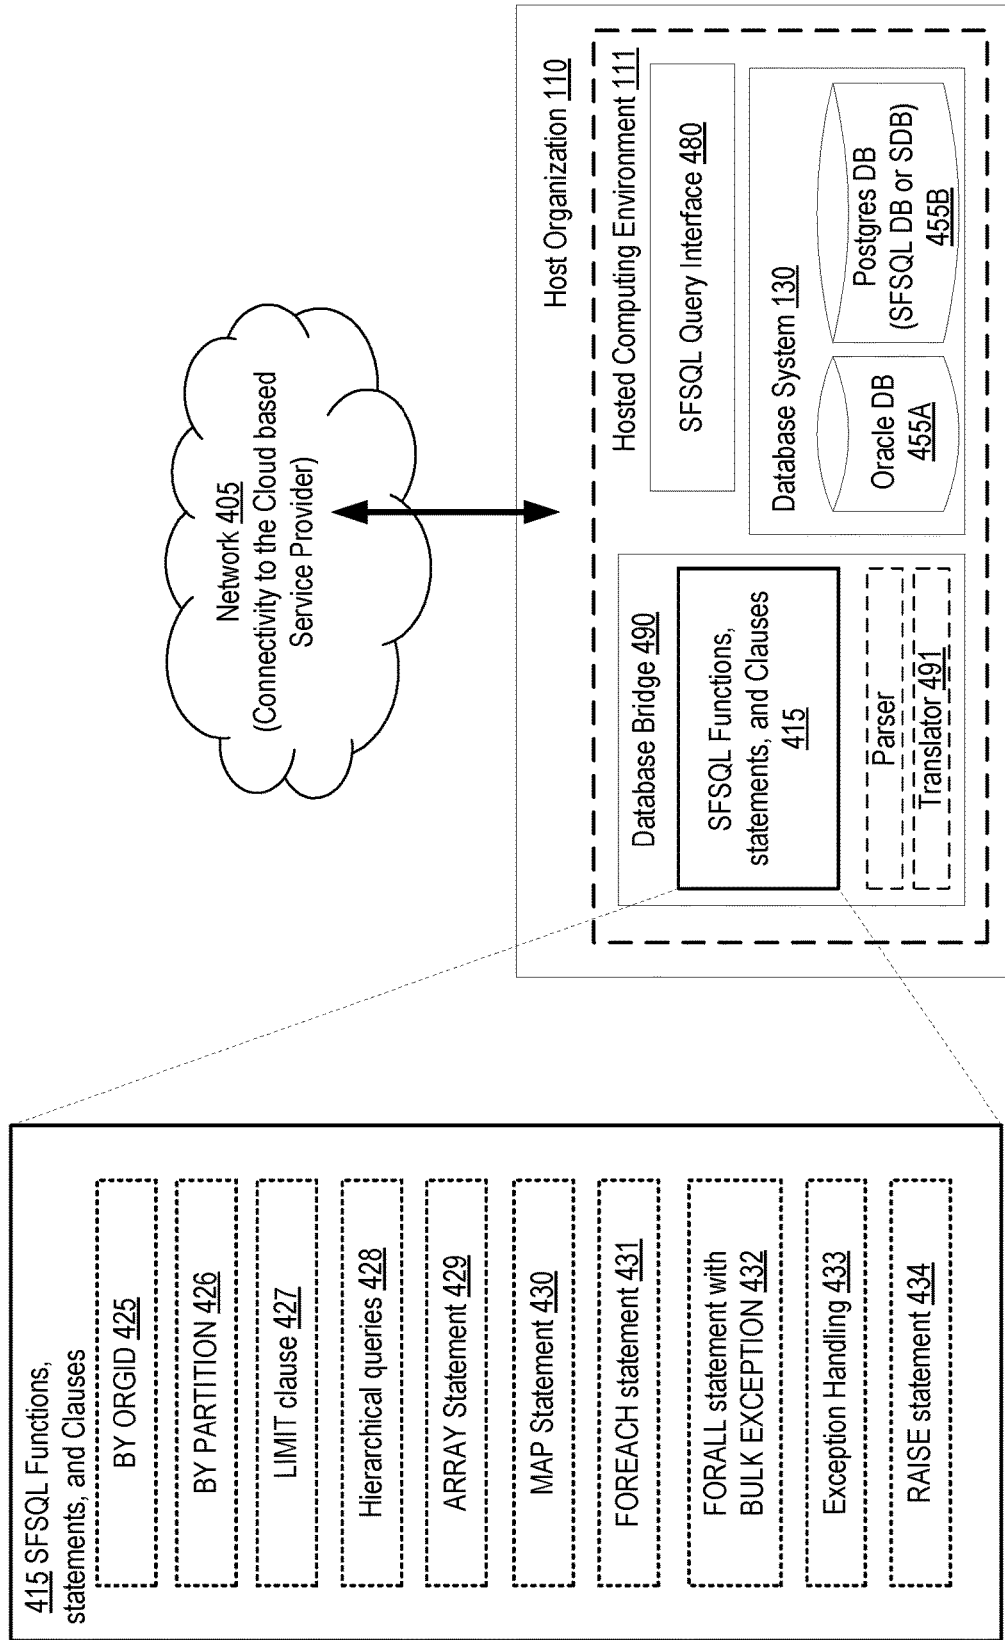 415 SFSQL Functions,
statements, and Clauses
BY ORGID 425
BY PARTITION 426
LIMIT clause 427
Hierarchical queries 428
ARRAY Statement 429
MAP Statement 430
FOREACH statement 431
FORALL statement with
BULK EXCEPTION 432
Exception Handling 433
RAISE statement 434
Network 405
(Connectivity to the Cloud based
Service Provider)
Host Organization 110
Hosted Computing Environment 111
Database Bridge 490
SFSQL Functions,
statements, and Clauses
415
Parser
Translator 491
SFSQL Query Interface 480
Database System 130
Oracle DB
455A
Postgres DB
(SFSQL DB or SDB)
455B